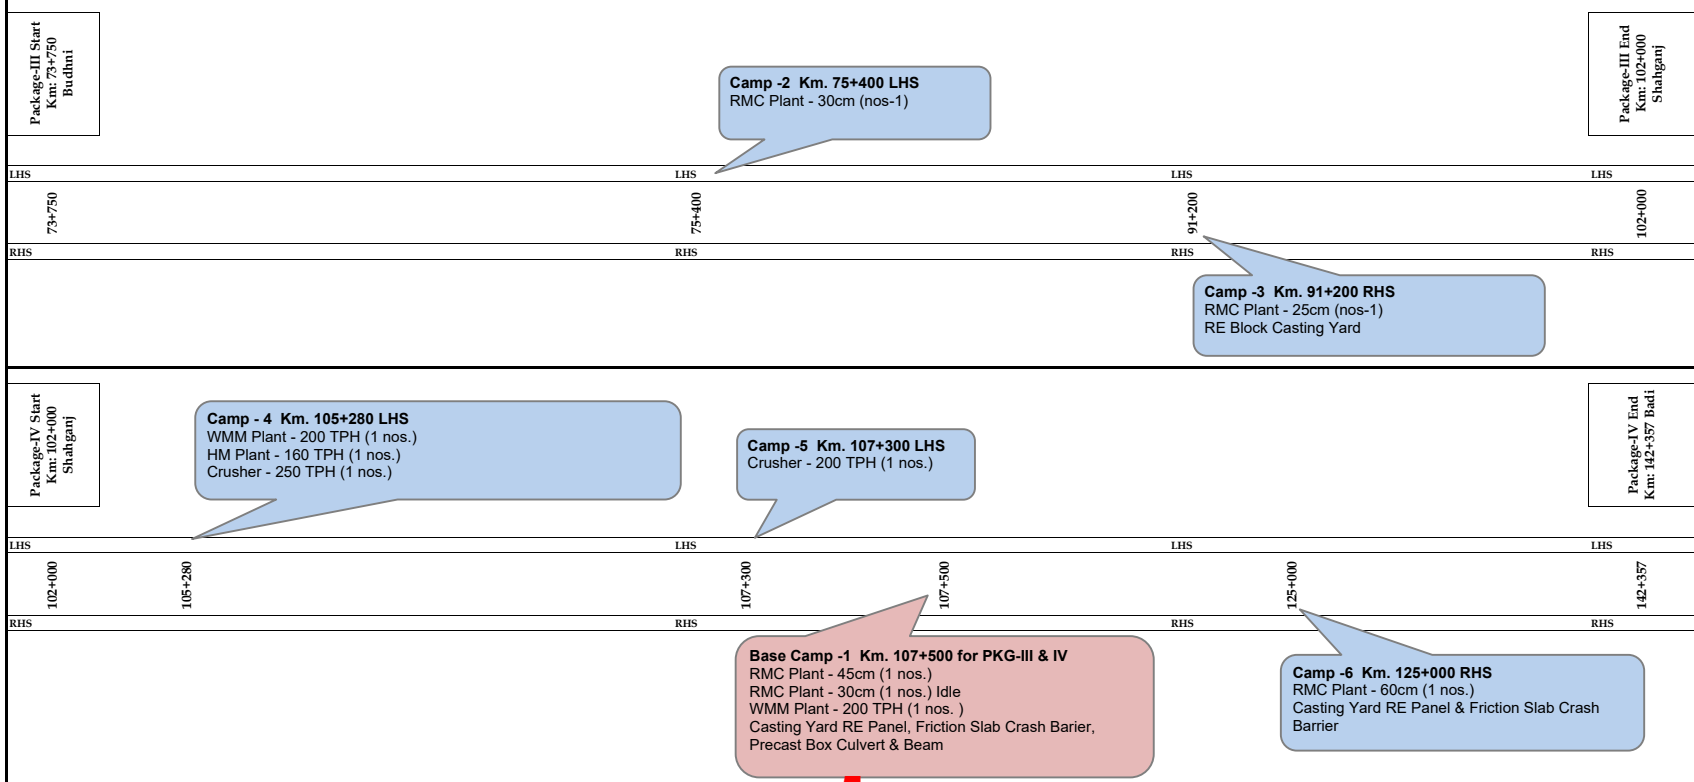 Package-III Start
Km: 73+750
Budhni
Package-III End
Km: 102+000
Shahganj
Camp -2  Km. 75+400 LHS
RMC Plant - 30cm (nos-1)
LHS
LHS
LHS
LHS
73+750
75+400
91+200
102+000
RHS
RHS
RHS
RHS
Camp -3  Km. 91+200 RHS
RMC Plant - 25cm (nos-1)
RE Block Casting Yard
Package-IV Start
Km: 102+000
Shahganj
Package-IV End
Km: 142+357 Badi
Camp - 4  Km. 105+280 LHS
WMM Plant - 200 TPH (1 nos.)
HM Plant - 160 TPH (1 nos.)
Crusher - 250 TPH (1 nos.)
Camp -5  Km. 107+300 LHS
Crusher - 200 TPH (1 nos.)
LHS
LHS
LHS
LHS
102+000
105+280
107+300
107+500
125+000
142+357
RHS
RHS
RHS
RHS
Base Camp -1  Km. 107+500 for PKG-III & IV
RMC Plant - 45cm (1 nos.)
RMC Plant - 30cm (1 nos.) Idle
WMM Plant - 200 TPH (1 nos. )
Casting Yard RE Panel, Friction Slab Crash Barier,
Precast Box Culvert & Beam
Camp -6  Km. 125+000 RHS
RMC Plant - 60cm (1 nos.)
Casting Yard RE Panel & Friction Slab Crash
Barrier